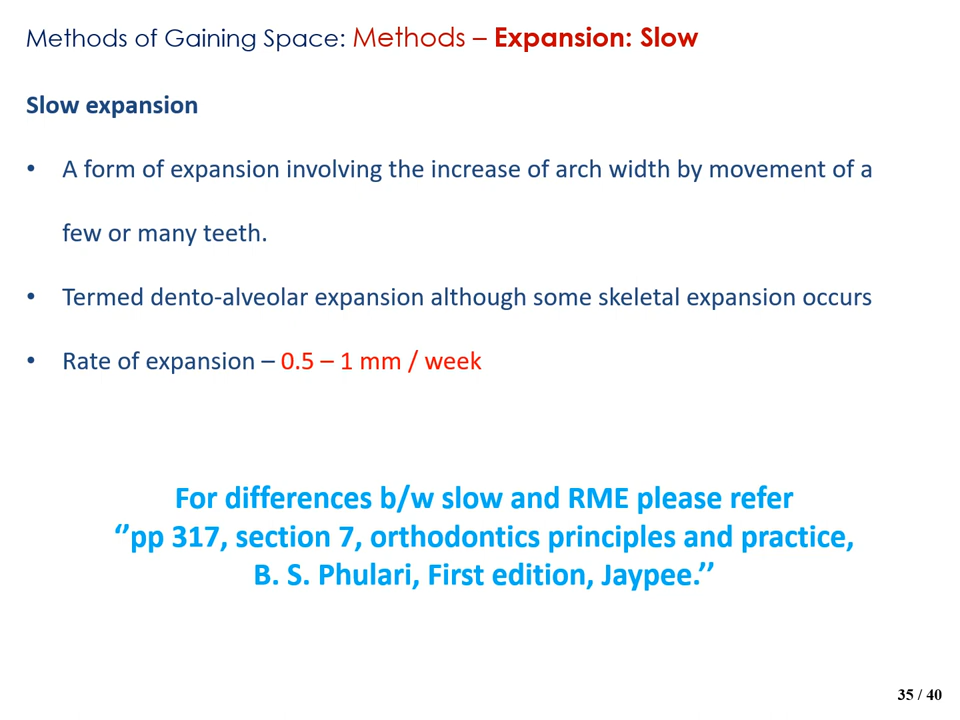 Methods of Gaining Space: Methods – Expansion: Slow
Slow expansion
• A form of expansion involving the increase of arch width by movement of a
few or many teeth.
• Termed dento-alveolar expansion although some skeletal expansion occurs
• Rate of expansion – 0.5 – 1 mm / week
For differences b/w slow and RME please refer
‘’pp 317, section 7, orthodontics principles and practice,
B. S. Phulari, First edition, Jaypee.’’
35 / 40